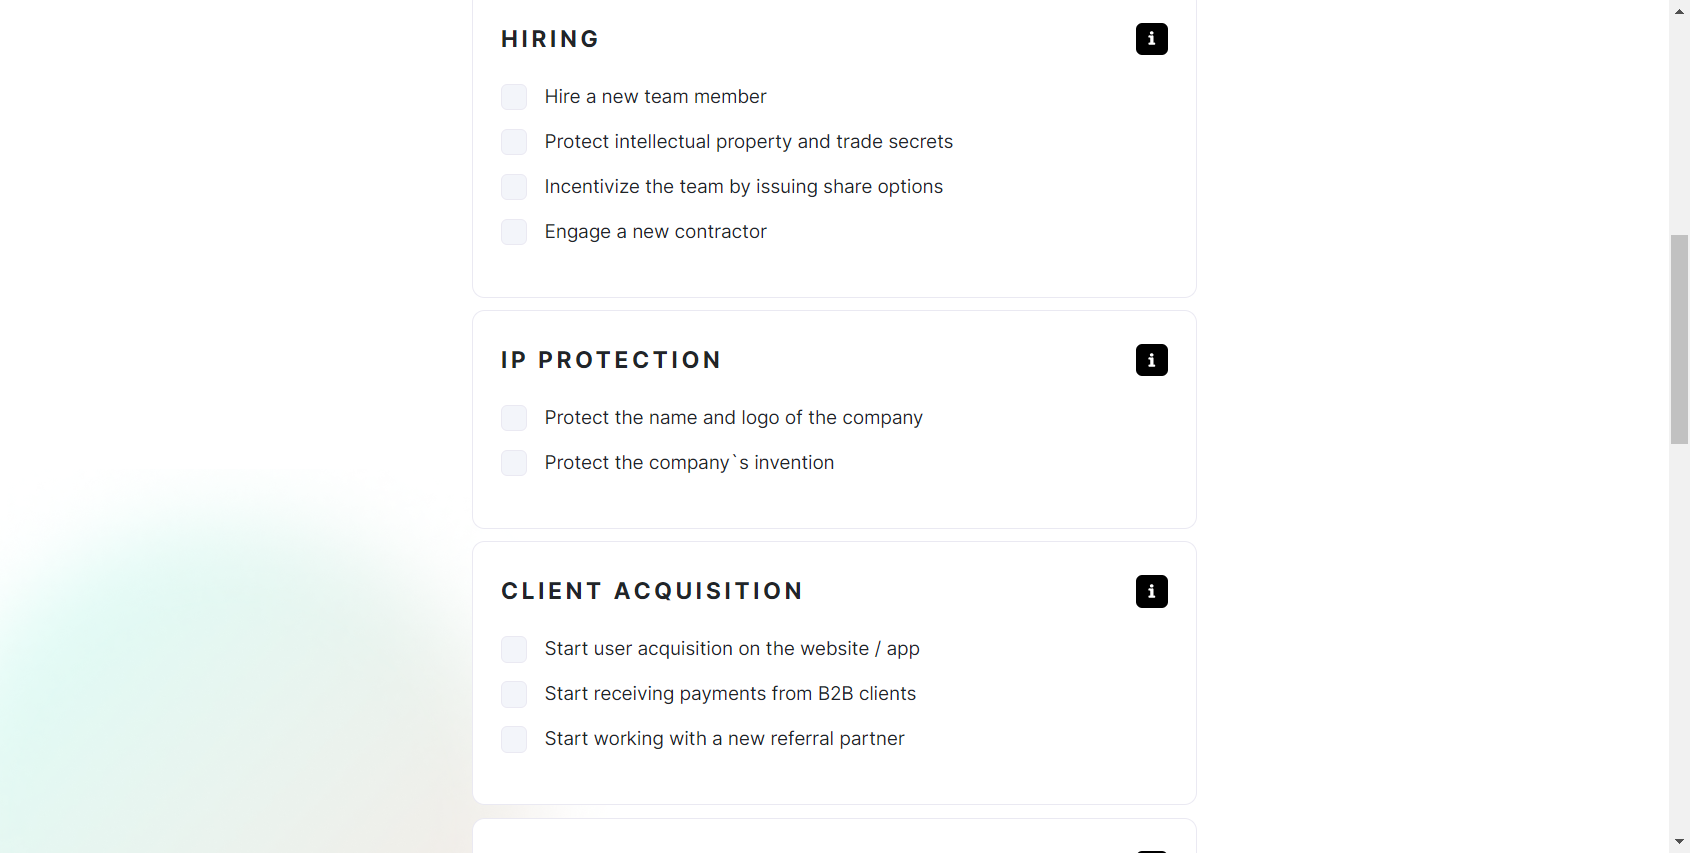 HIRING
i
Hire a new team member
Protect intellectual property and trade secrets
Incentivize the team by issuing share options
Engage a new contractor
IP PROTECTION
i
Protect the name and logo of the company
Protect the company`s invention
CLIENT ACQUISITION
i
Start user acquisition on the website / app
Start receiving payments from B2B clients
Start working with a new referral partner